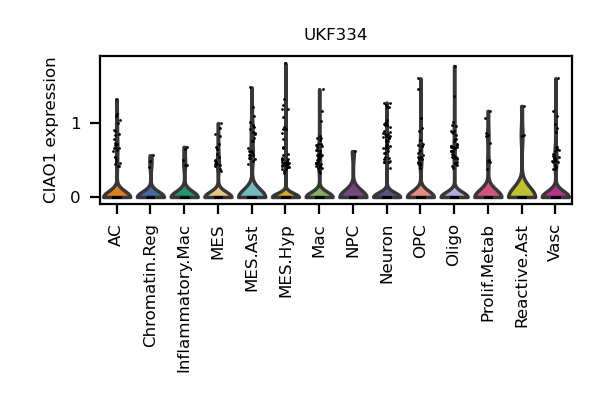 UKF334
CIAO1 expression
1
0
AC
Chromatin.Reg
Inflammatory.Mac
MES
MES.Ast
MES.Hyp
Mac
NPC
Neuron
OPC
Oligo
Prolif.Metab
Reactive.Ast
Vasc